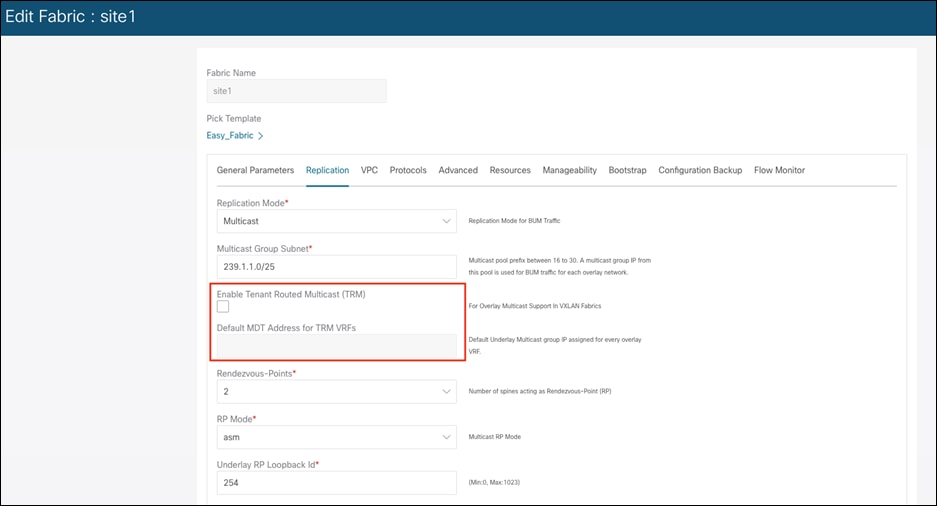 Edit Fabric : site1
Fabric Name
site1
Pick Template
Easy_Fabric >
General Parameters Replication VPC Protocols Advanced Resources Manageability Bootstrap Configuration Backup Flow Monitor
Replication Mode*
Multicast
Replication Mode for BUM Traffic
Multicast Group Subnet*
239.1.1.0/25
Multicast pool prefix between 16 to 30. A multicast group IP from
this pool is used for BUM traffic for each overlay network.
Enable Tenant Routed Multicast (TRM)
For Overlay Multicast Support In VXLAN Fabrics
Default MDT Address for TRM VRFs
Default Underlay Multicast group IP assigned for every overlay
VRF.
Rendezvous-Points*
2
Number of spines acting as Rendezvous-Point (RP)
RP Mode*
asm
Multicast RP Mode
Underlay RP Loopback Id*
254
(Min:0, Max:1023)